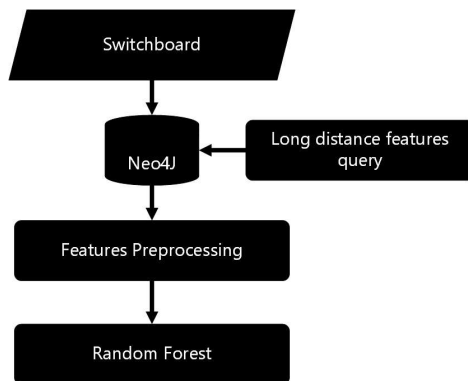 Switchboard
Neo4J
Long distance features
query
Features Preprocessing
Random Forest